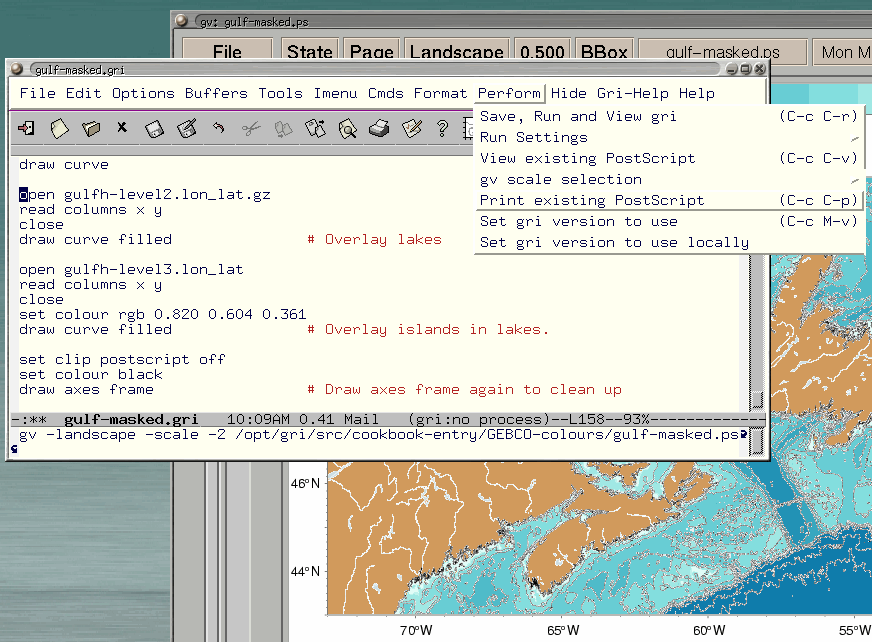 gv: gulf-masked.ps
File State Page Landscape 0.500 BBox gulf-masked.ps Mon M
gulf-masked.gri
File Edit Options Buffers Tools Imenu Cmds Format Perform Hide Gri-Help Help
Save, Run and View gri (C-c C-r)
Run Settings
View existing PostScript (C-c C-v)
gv scale selection
Print existing PostScript (C-c C-p)
Set gri version to use (C-c M-v)
Set gri version to use locally
draw curve
open gulfh-level2.lon_lat.gz
read columns x y
close
draw curve filled # Overlay lakes
open gulfh-level3.lon_lat
read columns x y
close
set colour rgb 0.820 0.604 0.361
draw curve filled # Overlay islands in lakes.
set clip postscript off
set colour black
draw axes frame # Draw axes frame again to clean up
-:** gulf-masked.gri 10:09AM 0.41 Mail (gri:no process)--L158--93%-------------
gv -landscape -scale -2 /opt/gri/src/cookbook-entry/GEBCO-colours/gulf-masked.ps
46°N
44°N
70°W 65°W 60°W 55°W